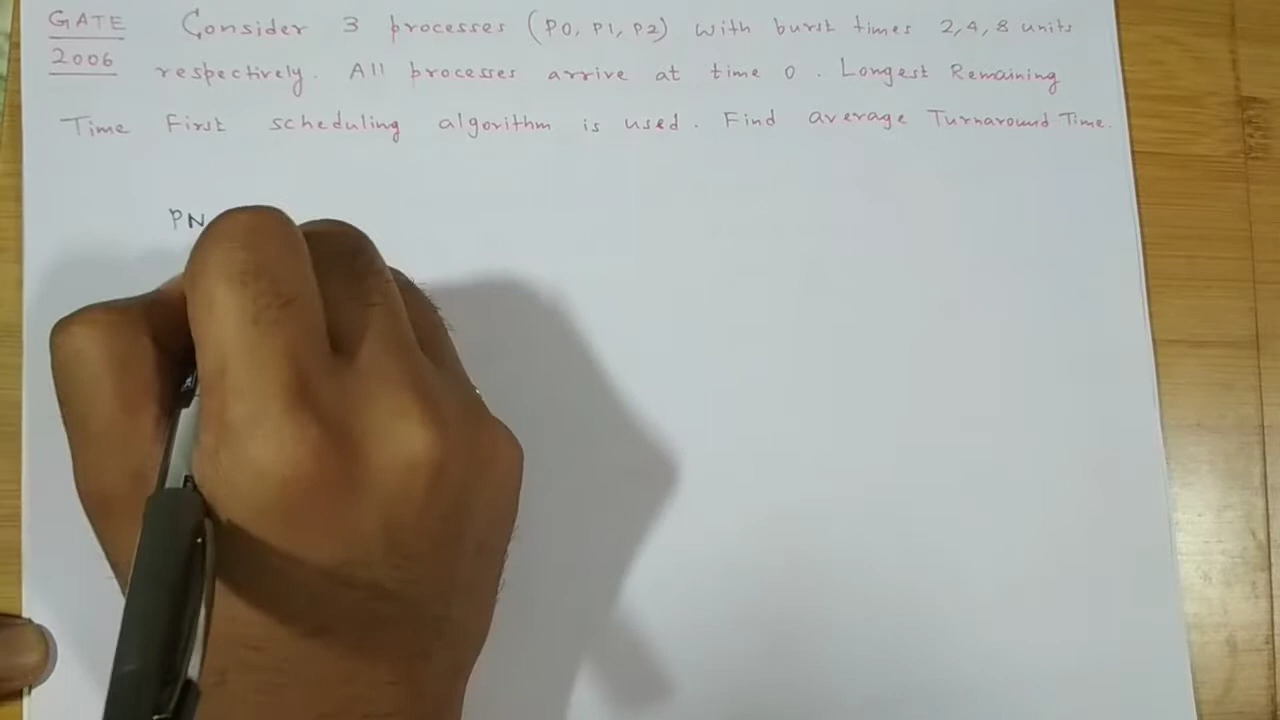 GATE Consider 3 processes (P0, P1, P2) with burst times 2,4,8 units
2006 respectively. All processes arrive at time 0. Longest Remaining
Time First scheduling algorithm is used. Find average Turnaround Time.
PN